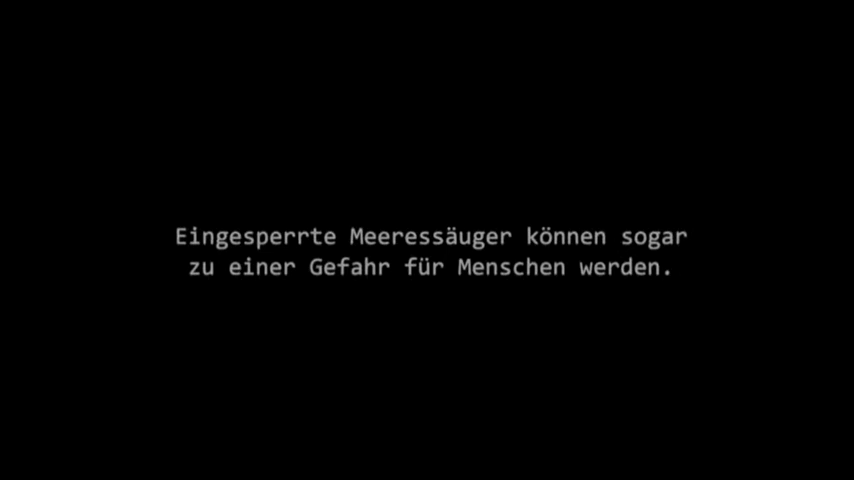 Eingesperrte Meeressäuger können sogar
zu einer Gefahr für Menschen werden.